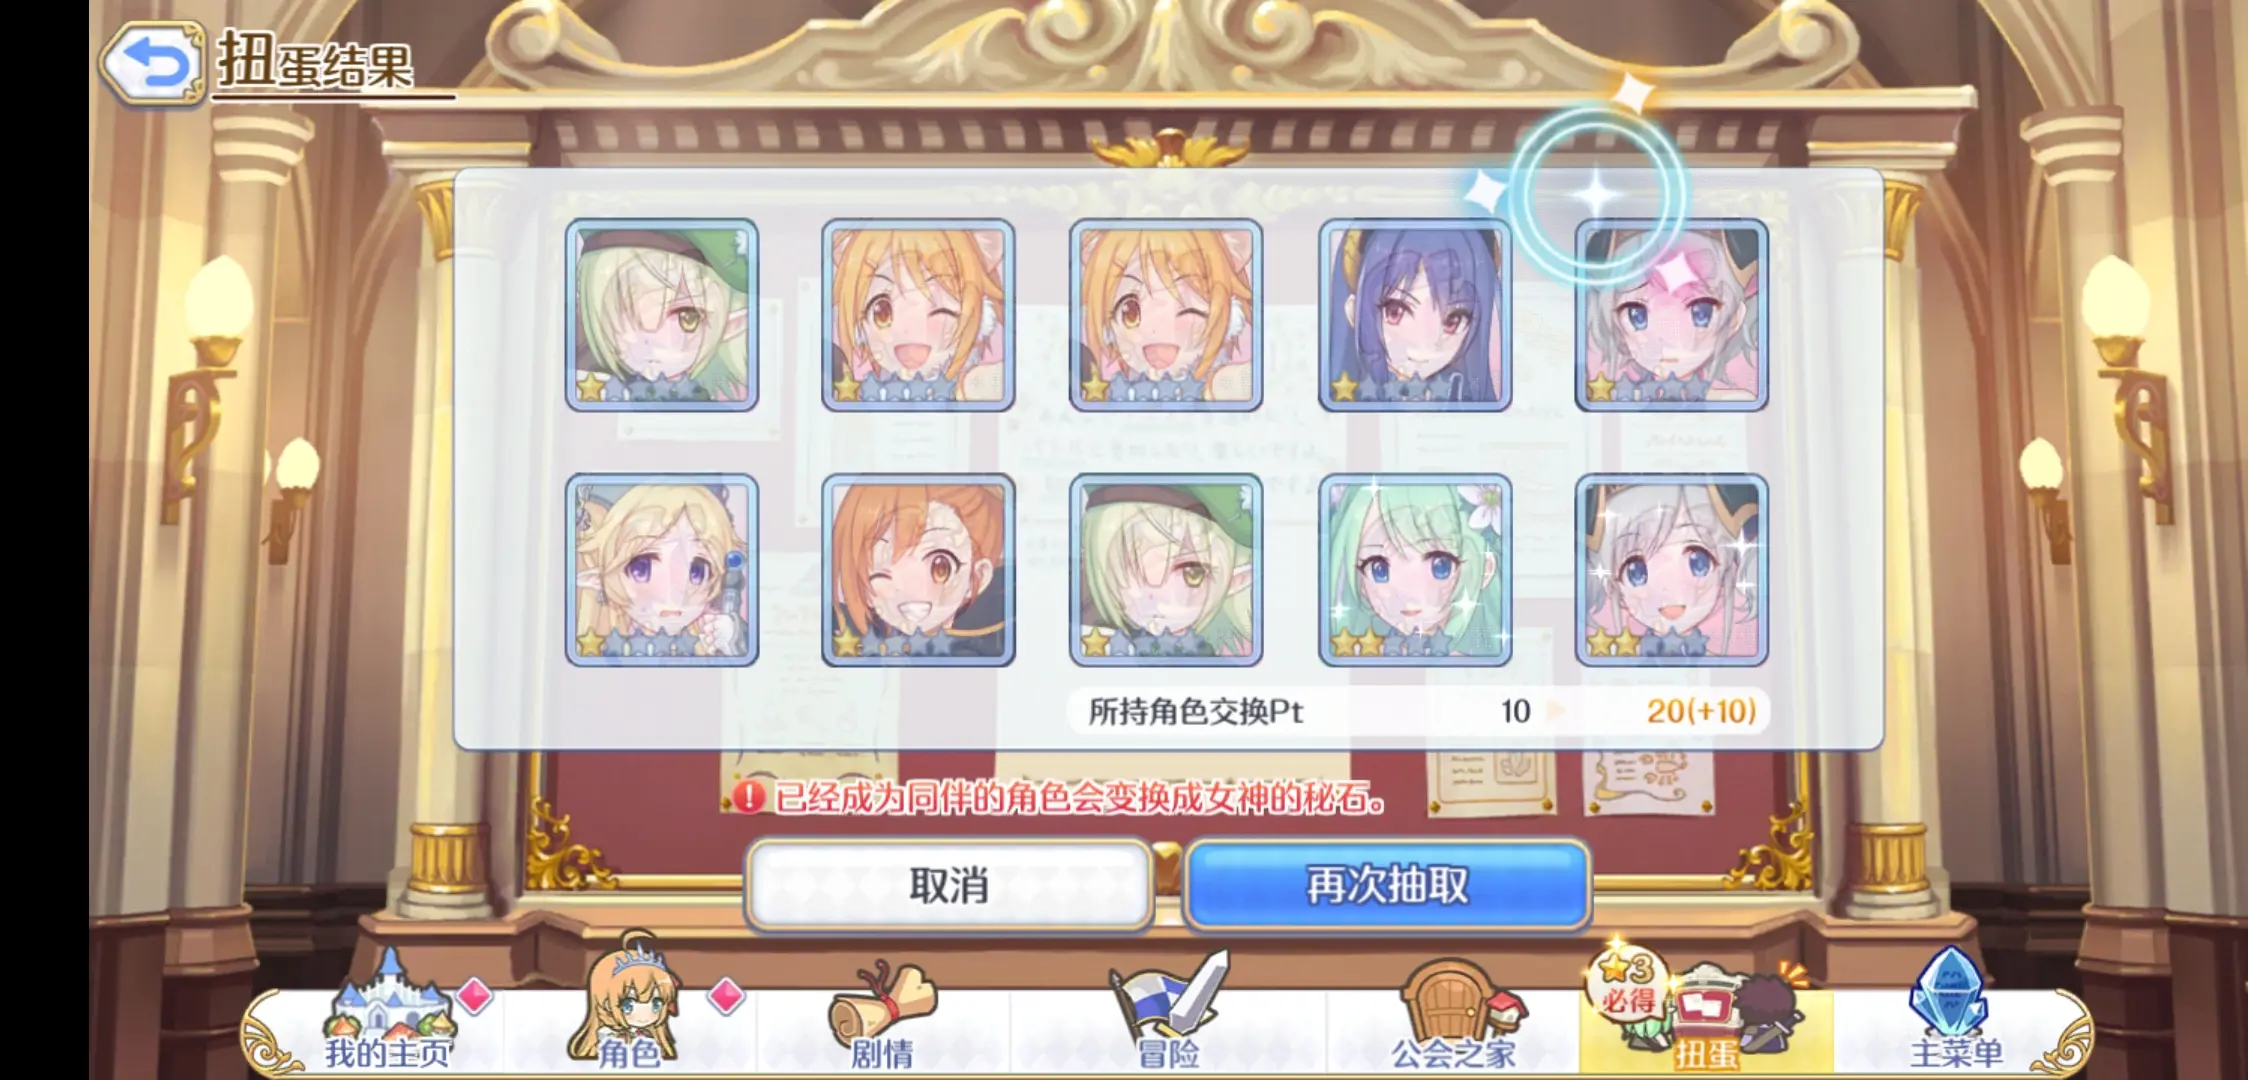 扭蛋结果
所持角色交换Pt 10 20(+10)
已经成为同伴的角色会变换成女神的秘石。
取消
再次抽取
3
必得
我的主页
角色
剧情
冒险
公会之家
扭蛋
主菜单